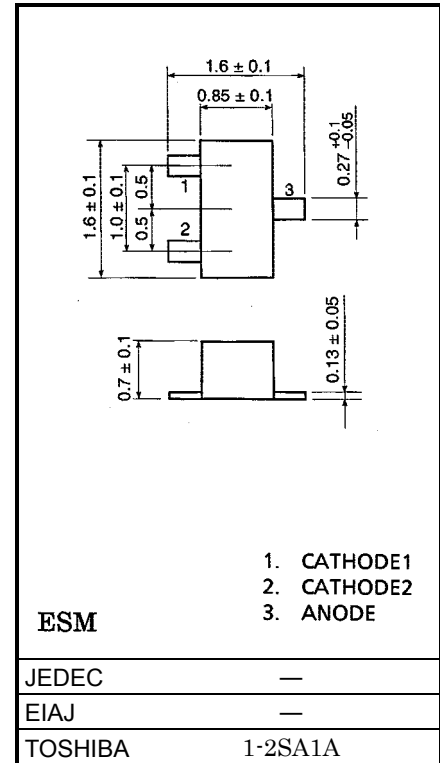 1.6 ± 0.1
0.85 ± 0.1
1.6 ± 0.1
1.0 ± 0.1
0.5
0.5
1
2
3
0.27 +0.1 -0.05
0.7 ± 0.1
0.13 ± 0.05
1. CATHODE1
2. CATHODE2
3. ANODE
ESM
JEDEC —
EIAJ —
TOSHIBA 1-2SA1A